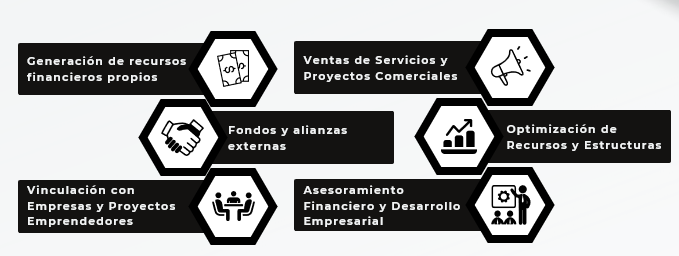 Generación de recursos
financieros propios
Ventas de Servicios y
Proyectos Comerciales
Fondos y alianzas
externas
Optimización de
Recursos y Estructuras
Vinculación con
Empresas y Proyectos
Emprendedores
Asesoramiento
Financiero y Desarrollo
Empresarial